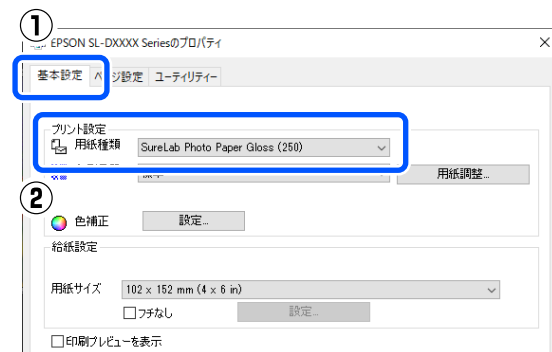 ①
EPSON SL-DXXXX Seriesのプロパティ
基本設定 ページ設定 ユーティリティー
プリント設定
用紙種類 SureLab Photo Paper Gloss (250)
用紙調整...
②
色補正 設定...
給紙設定
用紙サイズ 102 x 152 mm (4 x 6 in)
フチなし 設定...
印刷プレビューを表示